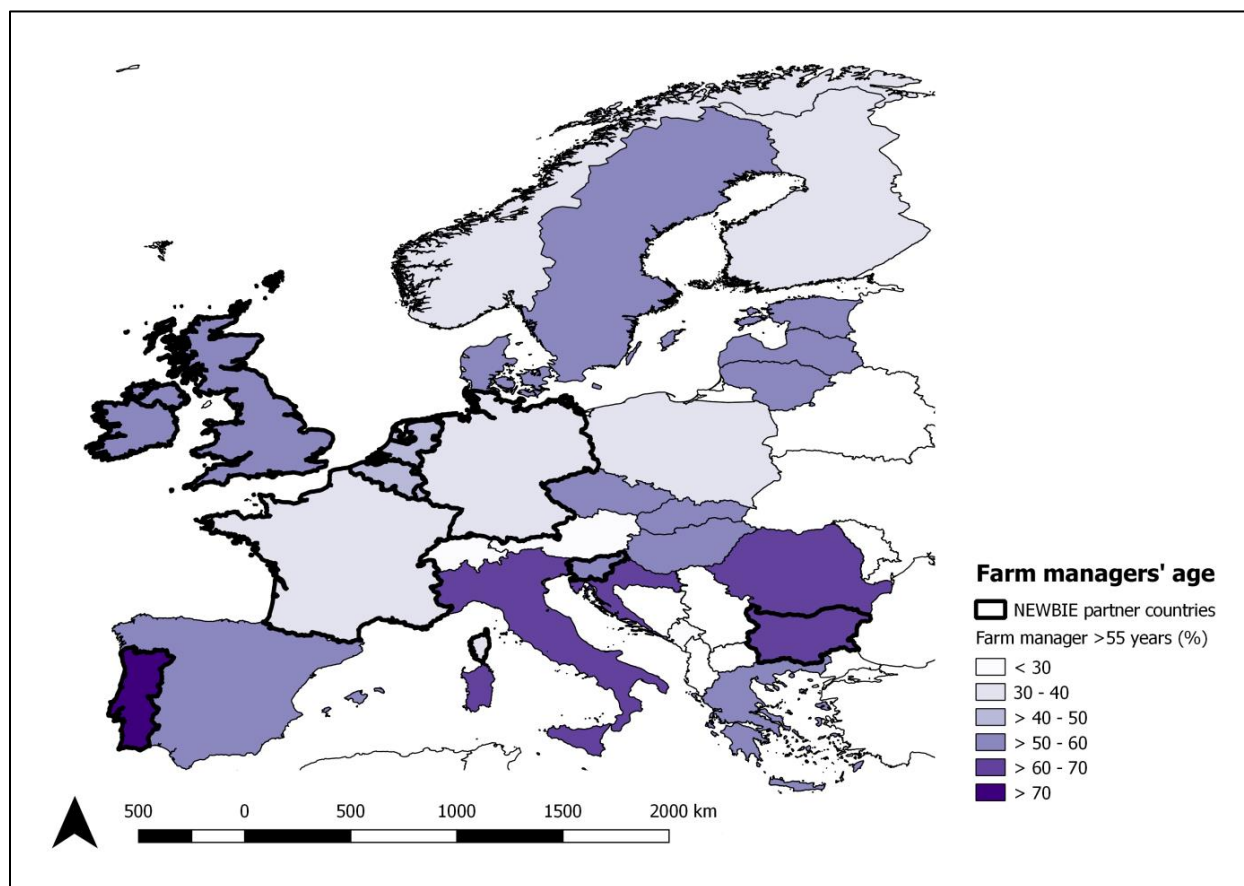 Farm managers' age
NEWBIE partner countries
Farm manager >55 years (%)
< 30
30 - 40
> 40 - 50
> 50 - 60
> 60 - 70
> 70
500 0 500 1000 1500 2000 km